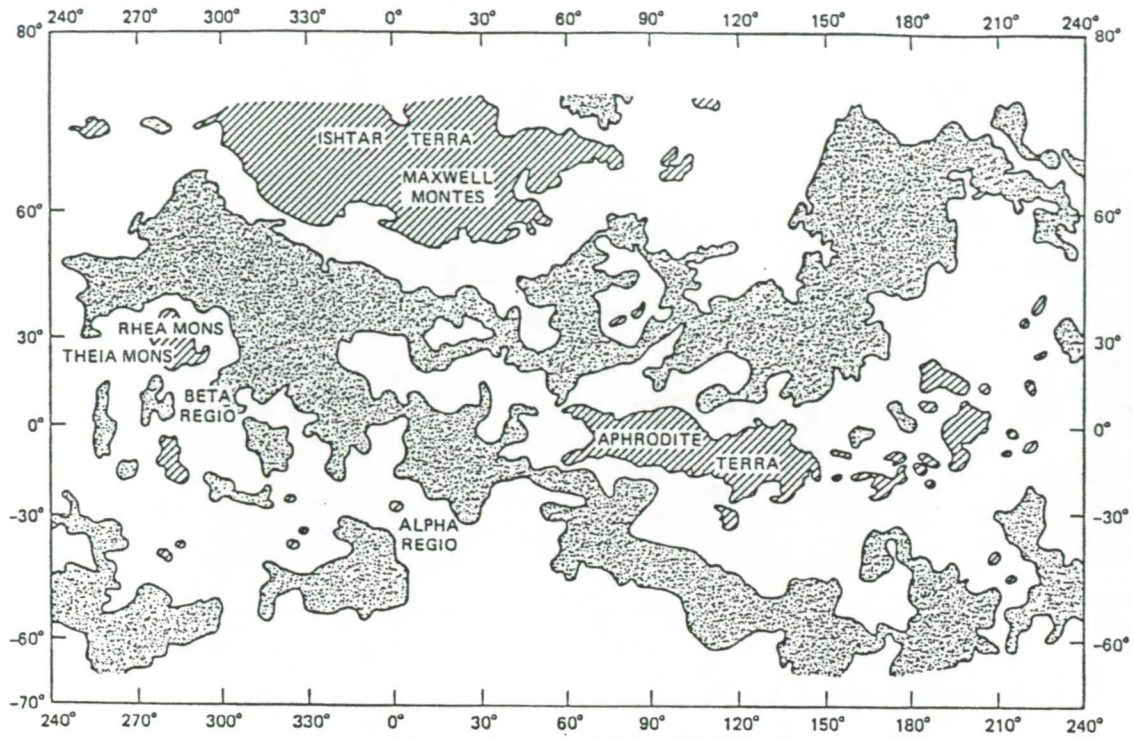 240° 270° 300° 330° 0° 30° 60° 90° 120° 150° 180° 210° 240°
80° 80°
ISHTAR TERRA
MAXWELL
MONTES
60° 60°
RHEA MONS
30° 30°
THEIA MONS
BETA
REGIO
0° 0°
APHRODITE
TERRA
-30° -30°
ALPHA
REGIO
-60° -60°
-70°
240° 270° 300° 330° 0° 30° 60° 90° 120° 150° 180° 210° 240°